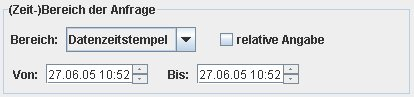 (Zeit-)Bereich der Anfrage
Bereich: Datenzeitstempel relative Angabe
Von: 27.06.05 10:52 Bis: 27.06.05 10:52